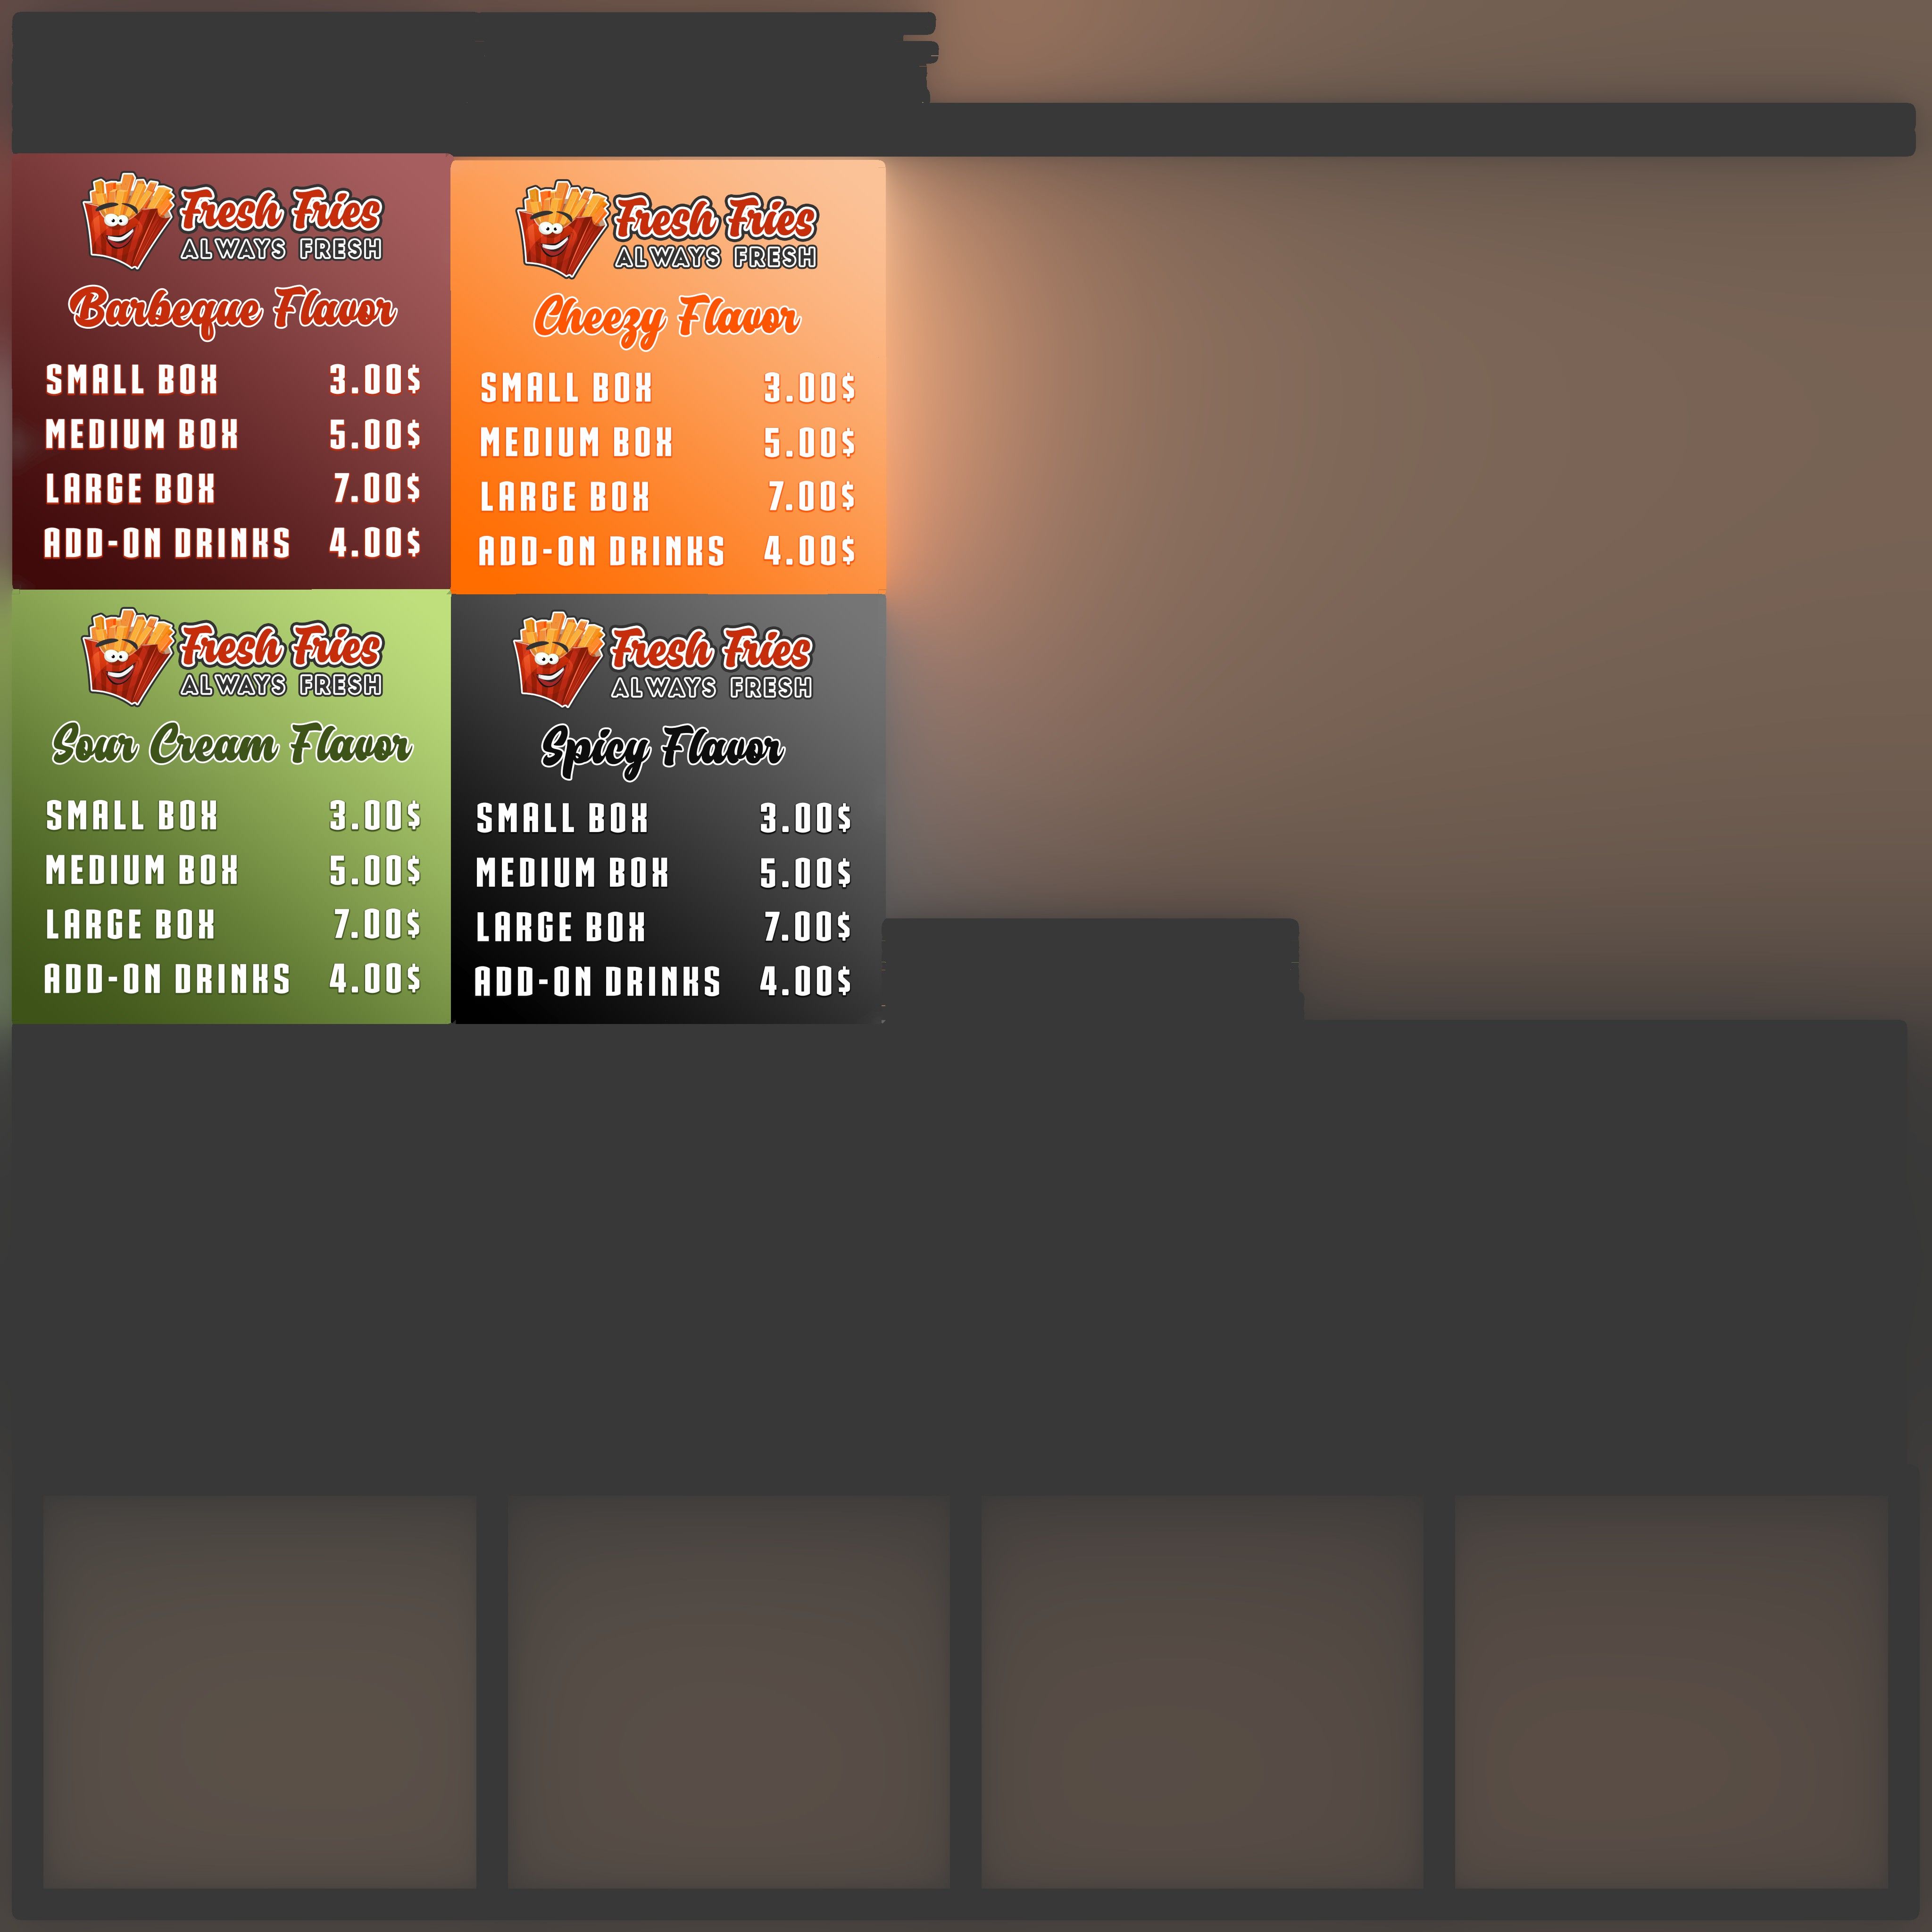 Fresh Fries
ALWAYS FRESH
Barbeque Flavor
SMALL BOX 3.00$
MEDIUM BOX 5.00$
LARGE BOX 7.00$
ADD-ON DRINKS 4.00$
Fresh Fries
ALWAYS FRESH
Cheezy Flavor
SMALL BOX 3.00$
MEDIUM BOX 5.00$
LARGE BOX 7.00$
ADD-ON DRINKS 4.00$
Fresh Fries
ALWAYS FRESH
Sour Cream Flavor
SMALL BOX 3.00$
MEDIUM BOX 5.00$
LARGE BOX 7.00$
ADD-ON DRINKS 4.00$
Fresh Fries
ALWAYS FRESH
Spicy Flavor
SMALL BOX 3.00$
MEDIUM BOX 5.00$
LARGE BOX 7.00$
ADD-ON DRINKS 4.00$